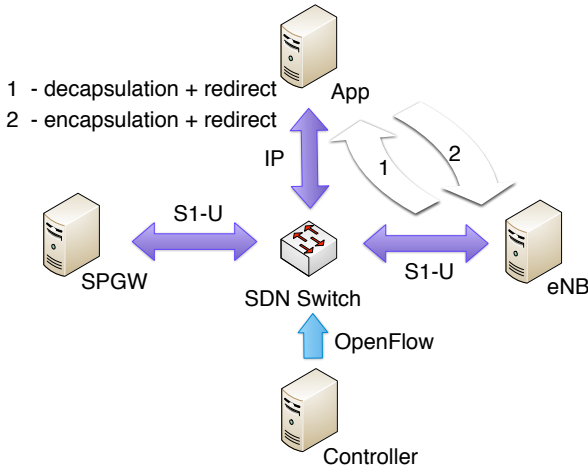 App
1 - decapsulation + redirect
2 - encapsulation + redirect
IP
1
2
S1-U
S1-U
SPGW
SDN Switch
eNB
OpenFlow
Controller